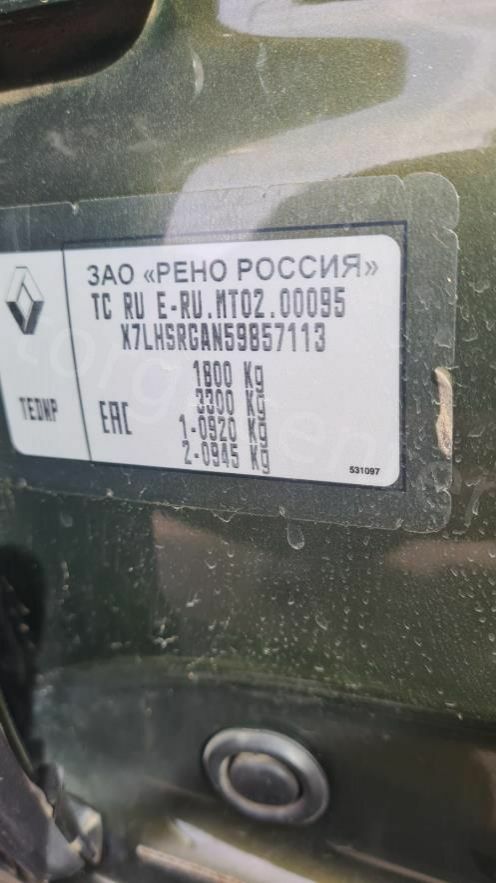 ЗАО «РЕНО РОССИЯ»
TC RU E-RU.MT02.00095
X7LHSRGAN59857113
1800 Kg
3300 Kg
1-0920 Kg
2-0945 Kg
TEDNP
EAC
531097